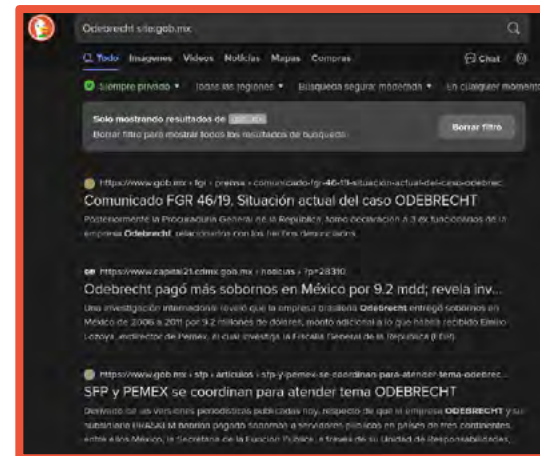 Odebrecht site:gob.mx
Todo Imágenes Videos Noticias Mapas Compras Chat
Siempre privado Todas las regiones Búsqueda segura: moderada En cualquier momento
Solo mostrando resultados de
Borrar filtro para mostrar todos los resultados de búsqueda
Borrar filtro
https://www.gob.mx › fgr › prensa › comunicado-fgr-46-19-situacion-actual-del-caso-odebrec...
Comunicado FGR 46/19. Situación actual del caso ODEBRECHT
Posteriormente la Procuraduría General de la República, tomó declaración a 3 ex funcionarios de la
empresa Odebrecht, relacionados con los hechos denunciados.
https://www.capital21.cdmx.gob.mx › noticias › ?p=28310
Odebrecht pagó más sobornos en México por 9.2 mdd; revela inv...
Una investigación internacional reveló que la empresa brasileña Odebrecht entregó sobornos en
México de 2006 a 2011 por 9.2 millones de dólares, monto adicional a lo que habría recibido Emilio
Lozoya, exdirector de Pemex, el cual investiga la Fiscalía General de la República (FGR).
https://www.gob.mx › sfp › articulos › sfp-y-pemex-se-coordinan-para-atender-tema-odebrec...
SFP y PEMEX se coordinan para atender tema ODEBRECHT
Derivado de las versiones periodísticas publicadas hoy, respecto de que la empresa ODEBRECHT y su
subsidiaria BRASKEM habrían pagado sobornos a servidores públicos en países de tres continentes,
entre ellos México, la Secretaría de la Función Pública, a través de su Unidad de Responsabilidades,